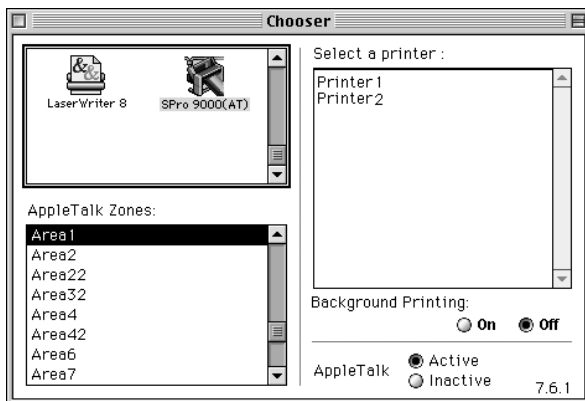 Chooser
LaserWriter 8
SPro 9000(AT)
AppleTalk Zones:
Area1
Area2
Area22
Area32
Area4
Area42
Area6
Area7
Select a printer :
Printer1
Printer2
Background Printing:
On Off
AppleTalk
Active
Inactive
7.6.1